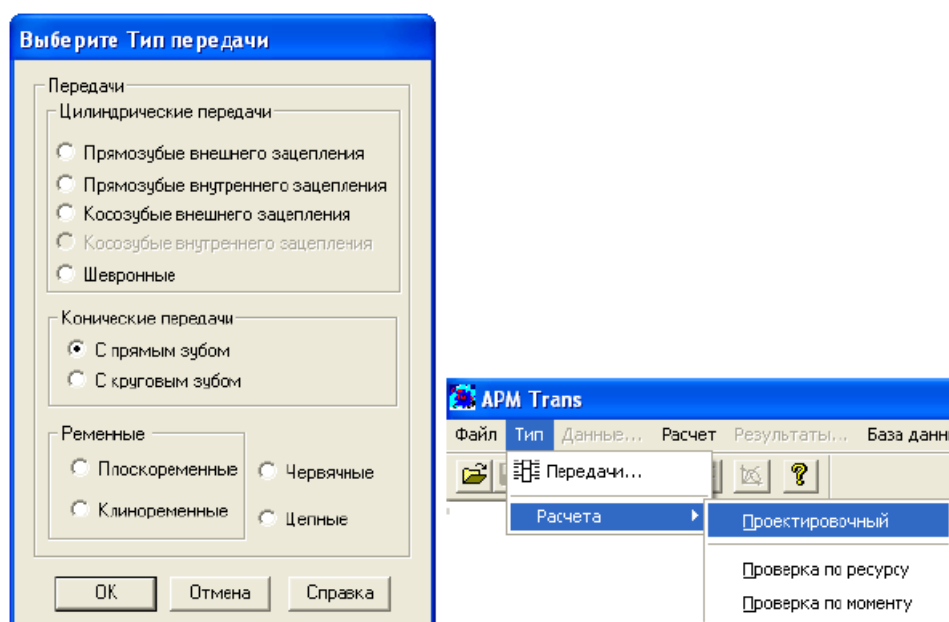 Выберите Тип передачи
Передачи
Цилиндрические передачи
Прямозубые внешнего зацепления
Прямозубые внутреннего зацепления
Косозубые внешнего зацепления
Косозубые внутреннего зацепления
Шевронные
Конические передачи
С прямым зубом
С круговым зубом
Ременные
Плоскоременные
Червячные
Клиноременные
Цепные
ОК Отмена Справка
APM Trans
Файл Тип Данные... Расчет Результаты... База данн
Передачи...
Расчета
Проектировочный
Проверка по ресурсу
Проверка по моменту